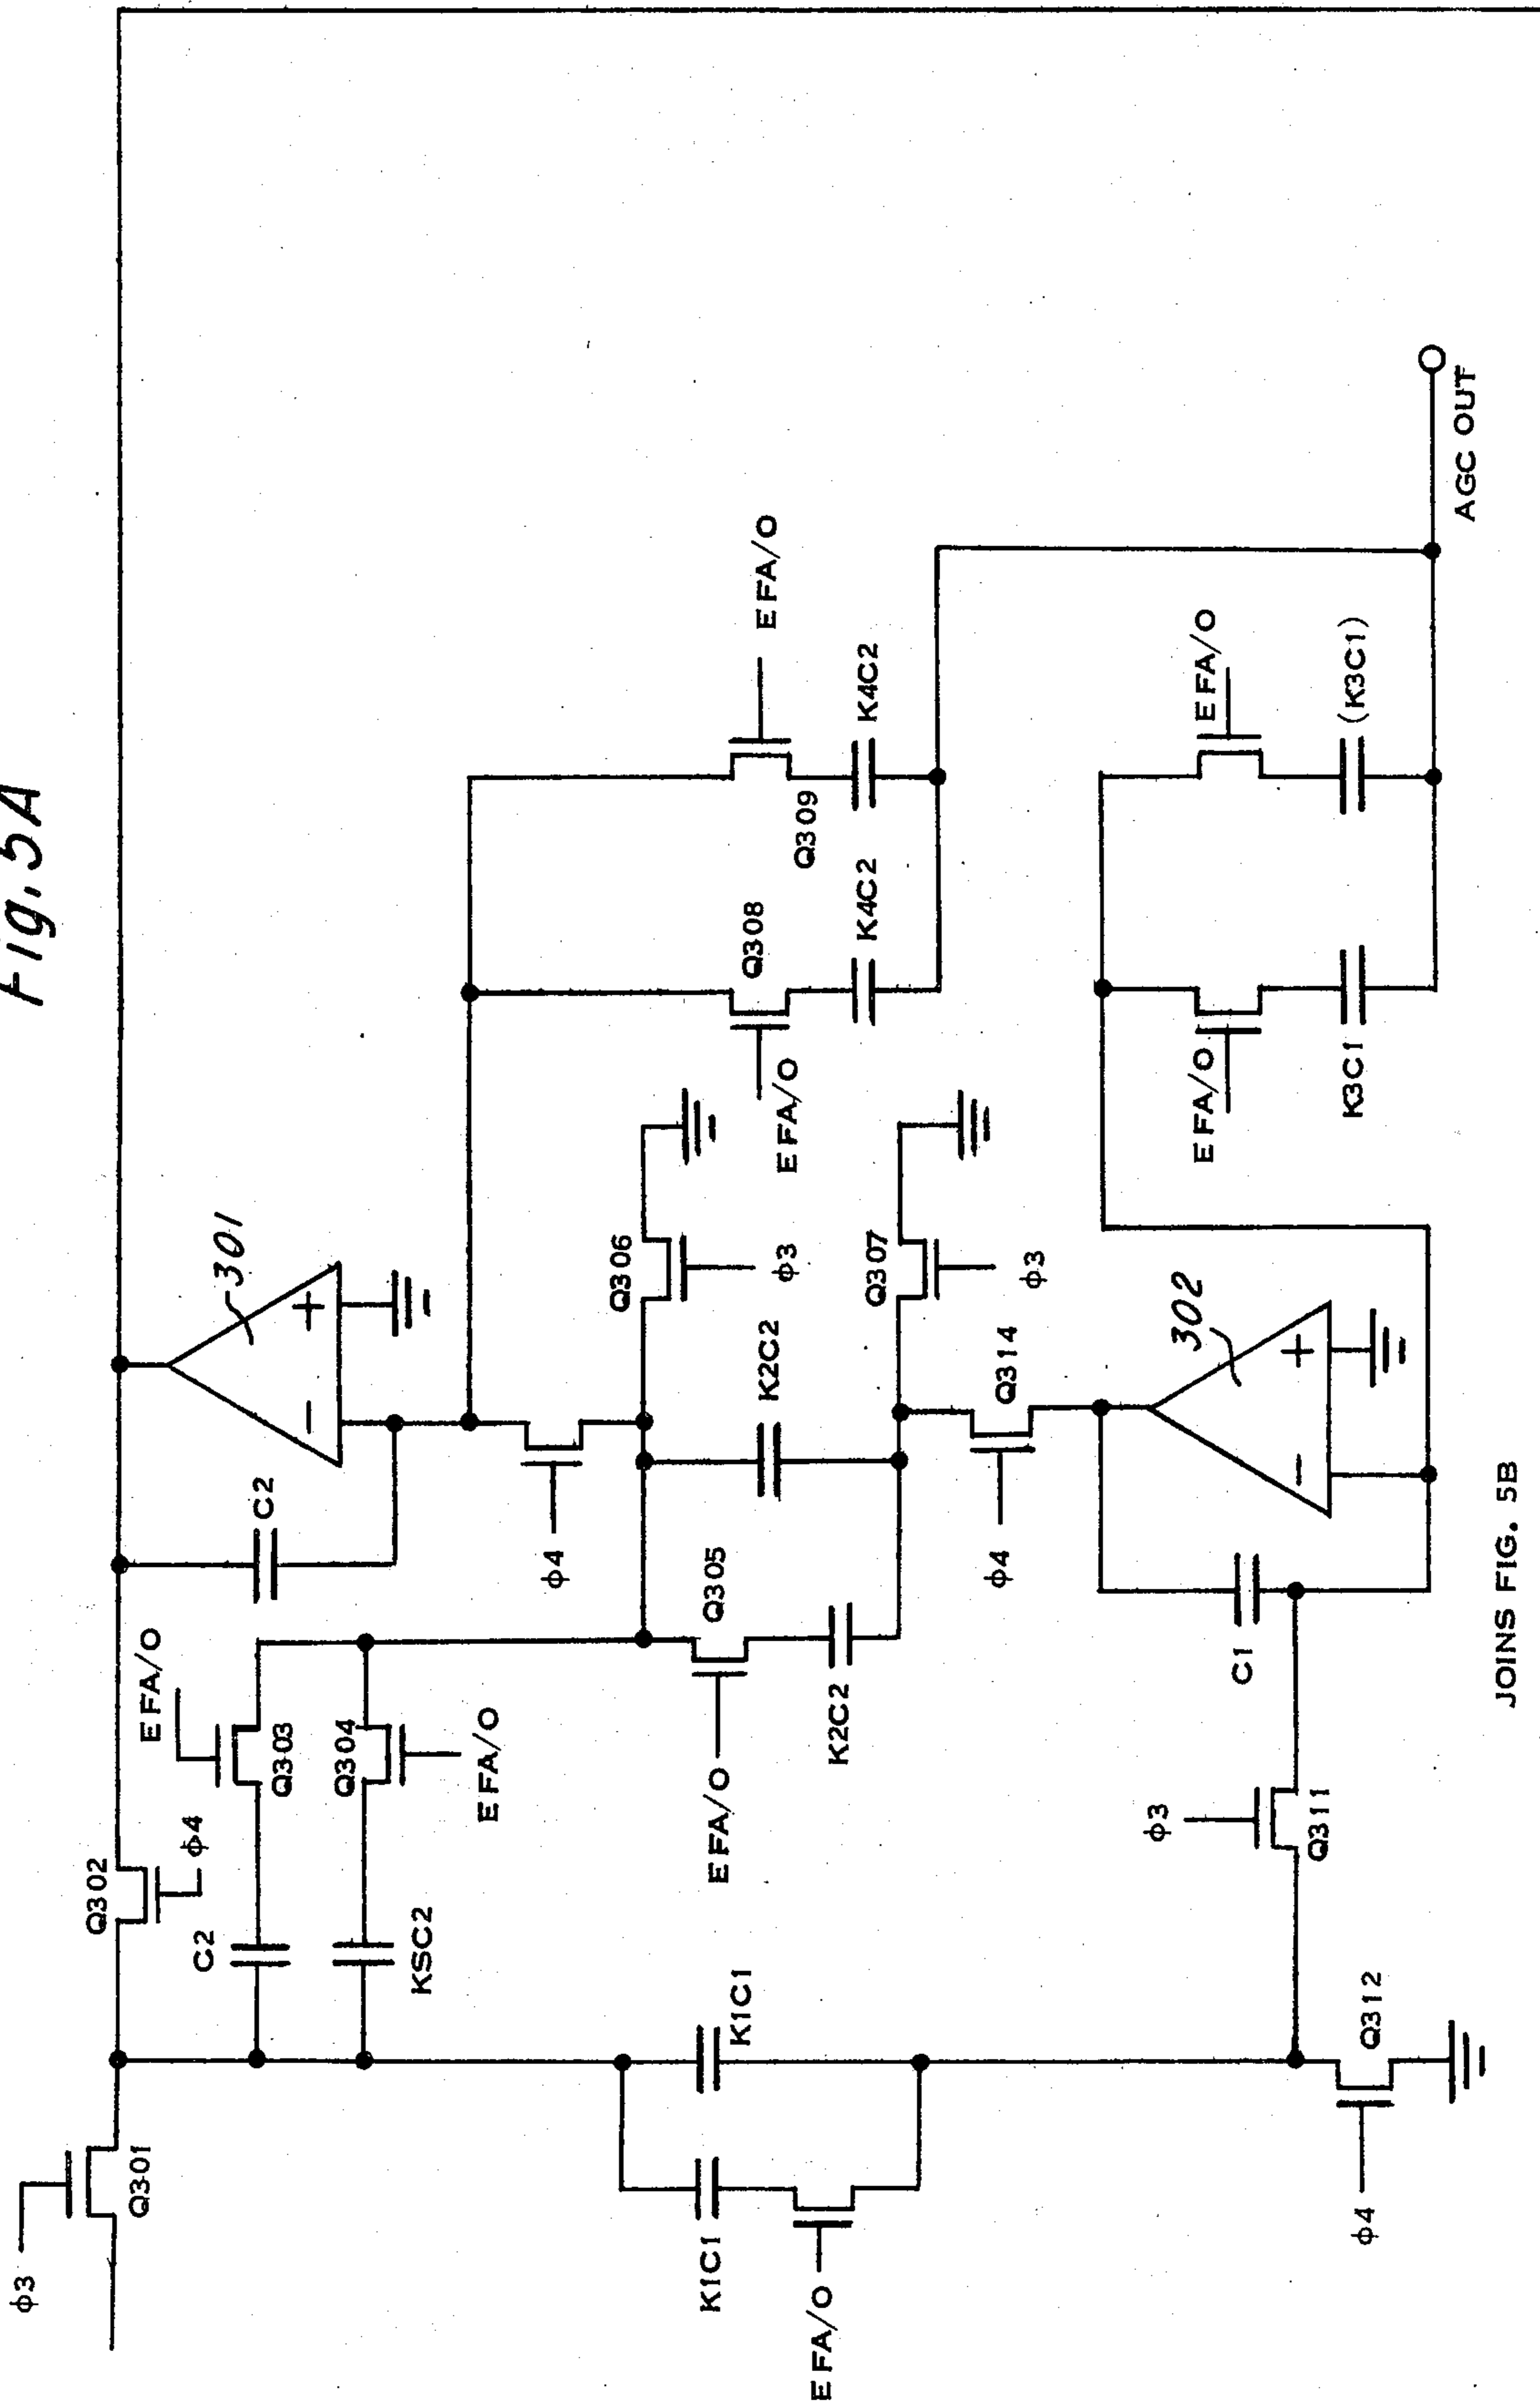 Fig. 5A
φ3
Q301
Q302
φ4
EFA/O
C2
Q303
KSC2
Q304
EFA/O
C2
301
−
+
φ4
Q306
φ3
EFA/O
Q305
K2C2
K2C2
Q307
φ3
EFA/O
Q308
K4C2
EFA/O
Q309
K4C2
K1C1
K1C1
EFA/O
φ4
Q314
302
−
+
C1
φ3
Q311
φ4
Q312
EFA/O
K3C1
EFA/O
(K3C1)
AGC OUT
JOINS FIG. 5B